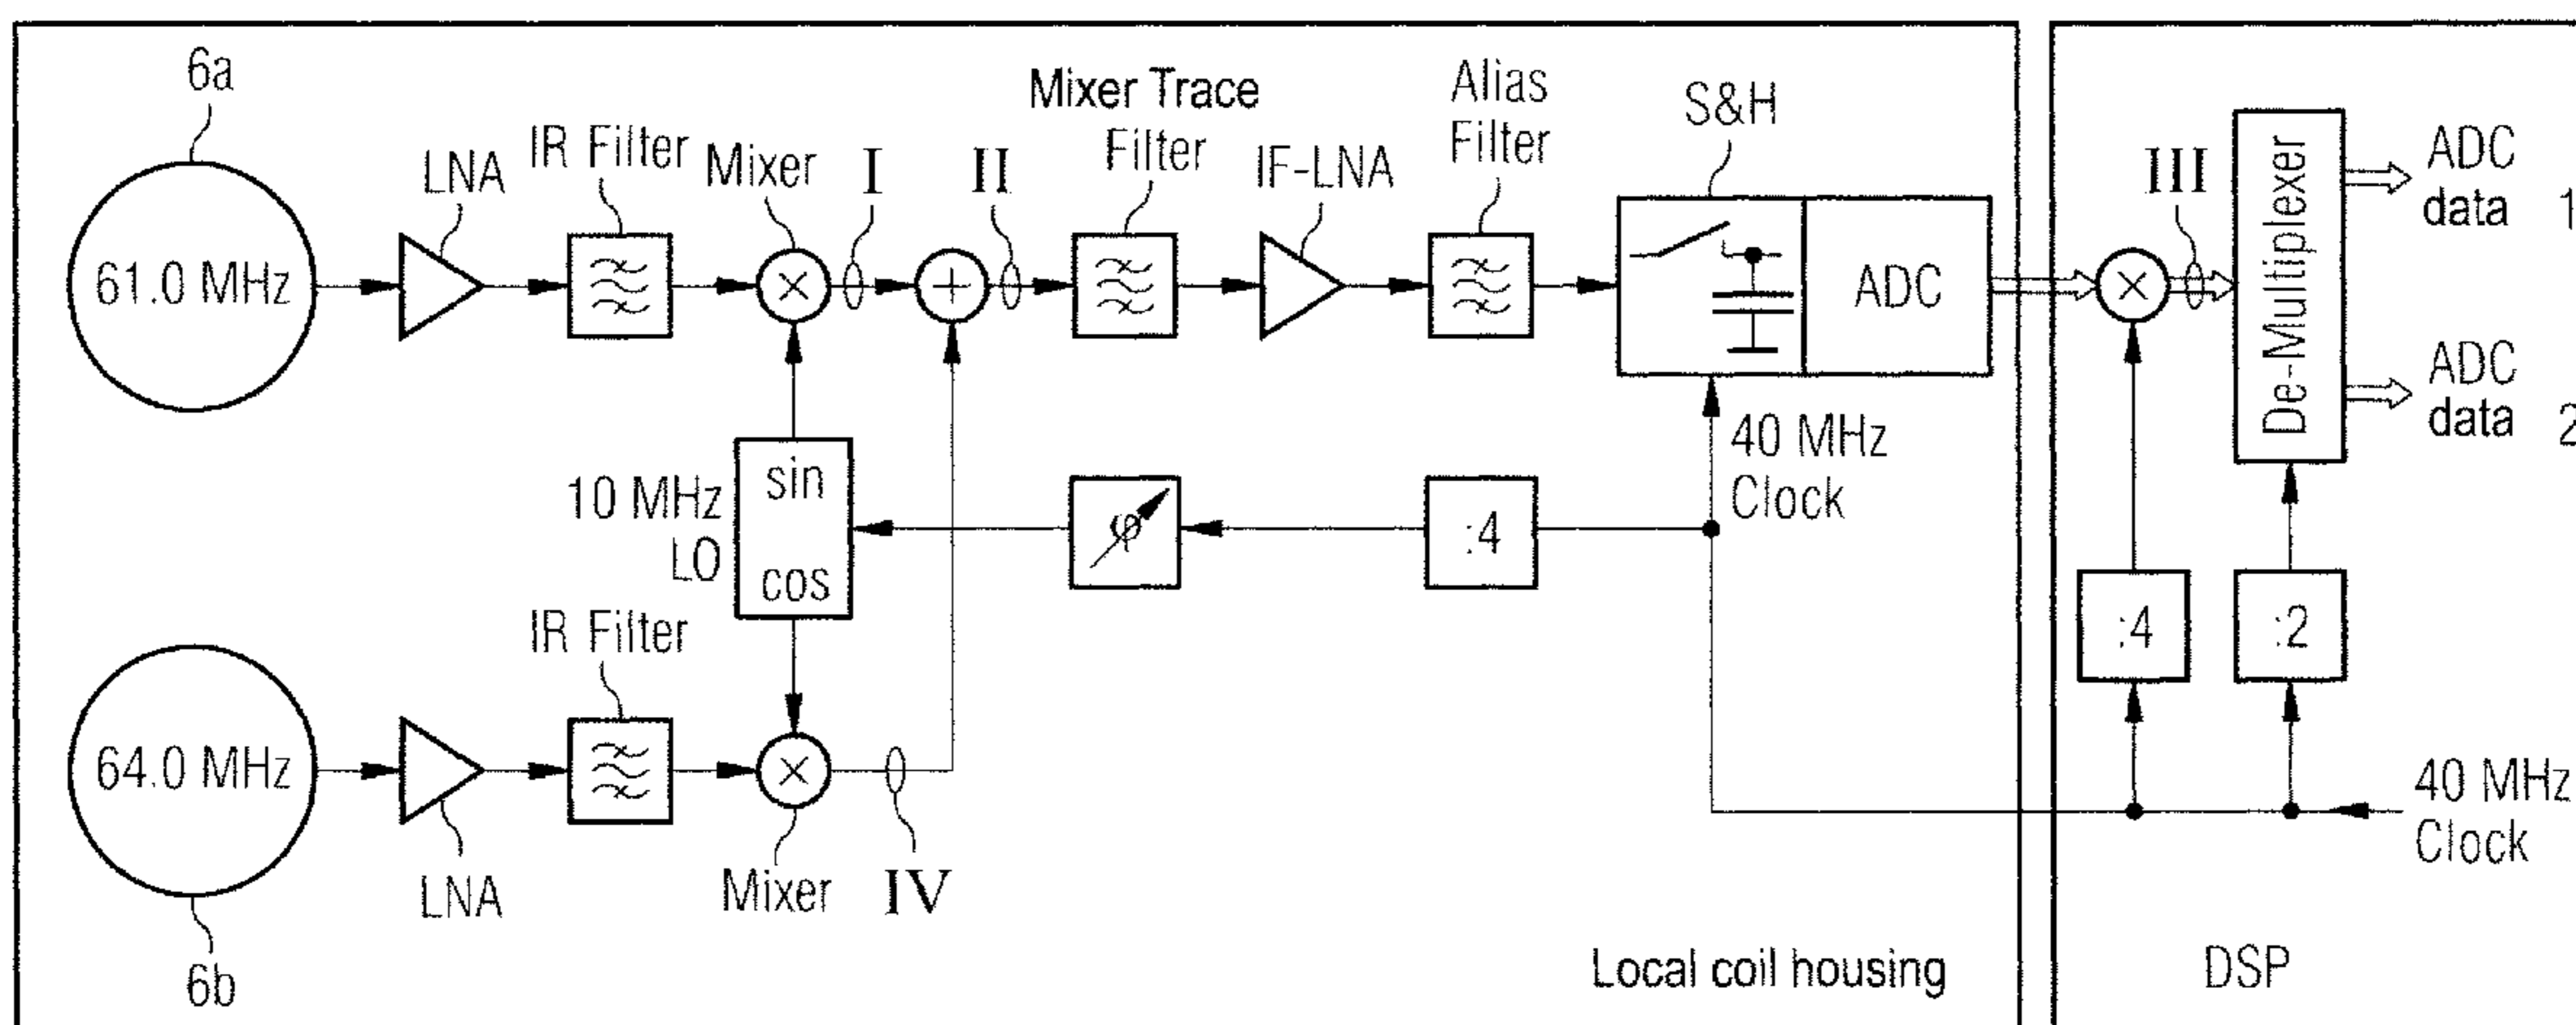 6a
61.0 MHz
LNA
IR Filter
Mixer
I
II
Mixer Trace
Filter
IF-LNA
Alias
Filter
S&H
ADC
III
De-Multiplexer
ADC
data
1
ADC
data
2
10 MHz
LO
sin
cos
φ
:4
40 MHz
Clock
:4
:2
40 MHz
Clock
64.0 MHz
6b
LNA
IR Filter
Mixer
IV
Local coil housing
DSP